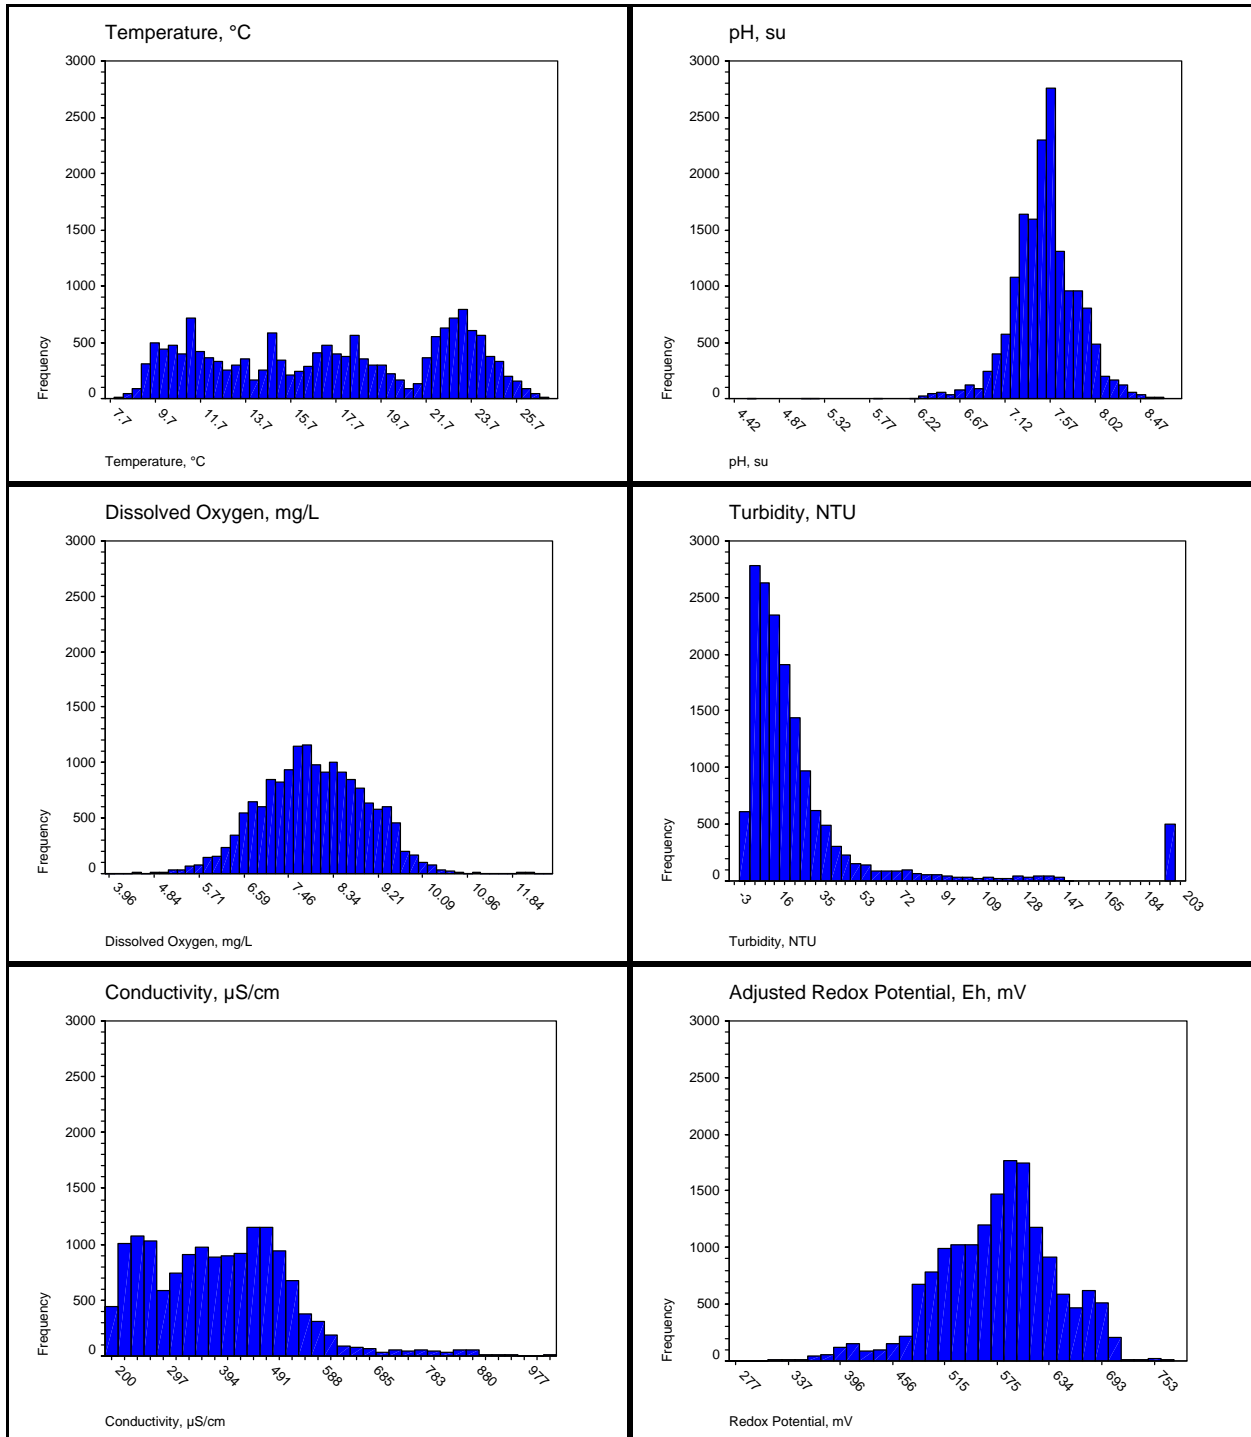 Temperature, °C
3000
2500
2000
1500
1000
500
0
Frequency
7.7 9.7 11.7 13.7 15.7 17.7 19.7 21.7 23.7 25.7
Temperature, °C
pH, su
3000
2500
2000
1500
1000
500
0
Frequency
4.42 4.87 5.32 5.77 6.22 6.67 7.12 7.57 8.02 8.47
pH, su
Dissolved Oxygen, mg/L
3000
2500
2000
1500
1000
500
0
Frequency
3.96 4.84 5.71 6.59 7.46 8.34 9.21 10.09 10.96 11.84
Dissolved Oxygen, mg/L
Turbidity, NTU
3000
2500
2000
1500
1000
500
0
Frequency
-3 16 35 53 72 91 109 128 147 165 184 203
Turbidity, NTU
Conductivity, µS/cm
3000
2500
2000
1500
1000
500
0
Frequency
200 297 394 491 588 685 783 880 977
Conductivity, µS/cm
Adjusted Redox Potential, Eh, mV
3000
2500
2000
1500
1000
500
0
Frequency
277 337 396 456 515 575 634 693 753
Redox Potential, mV